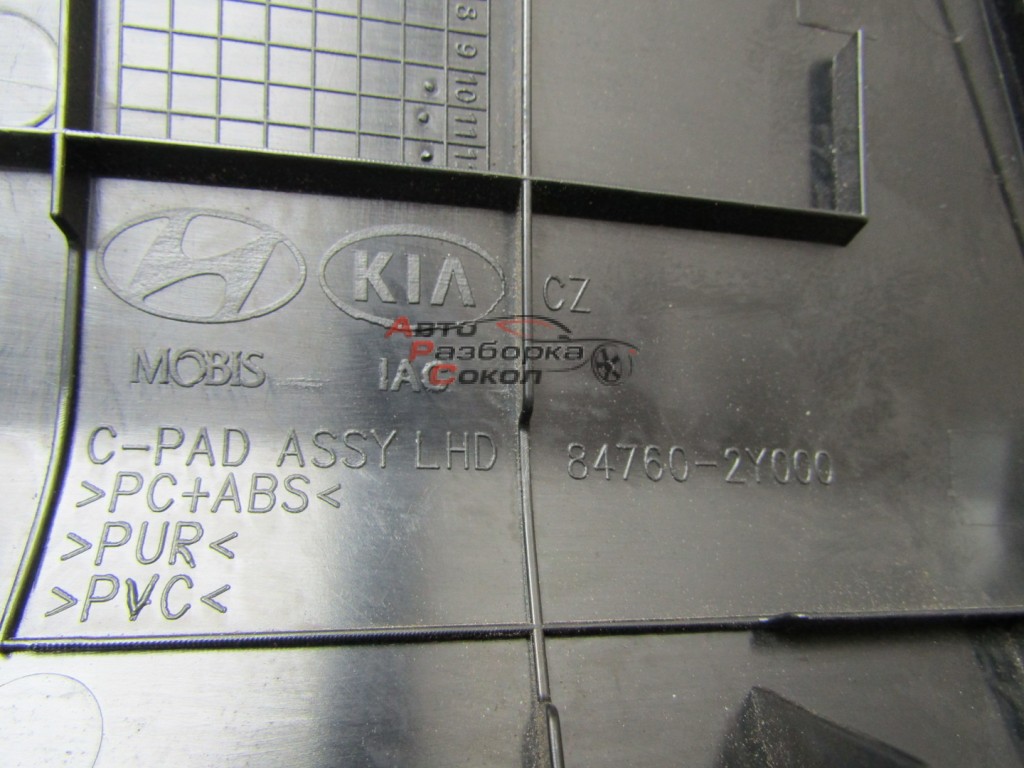 8 9 10 11 1
KIA CZ
Авто
Разборка
Сокол
MOBIS IAC
C-PAD ASSY LHD 84760-2Y000
>PC+ABS<
>PUR<
>PVC<